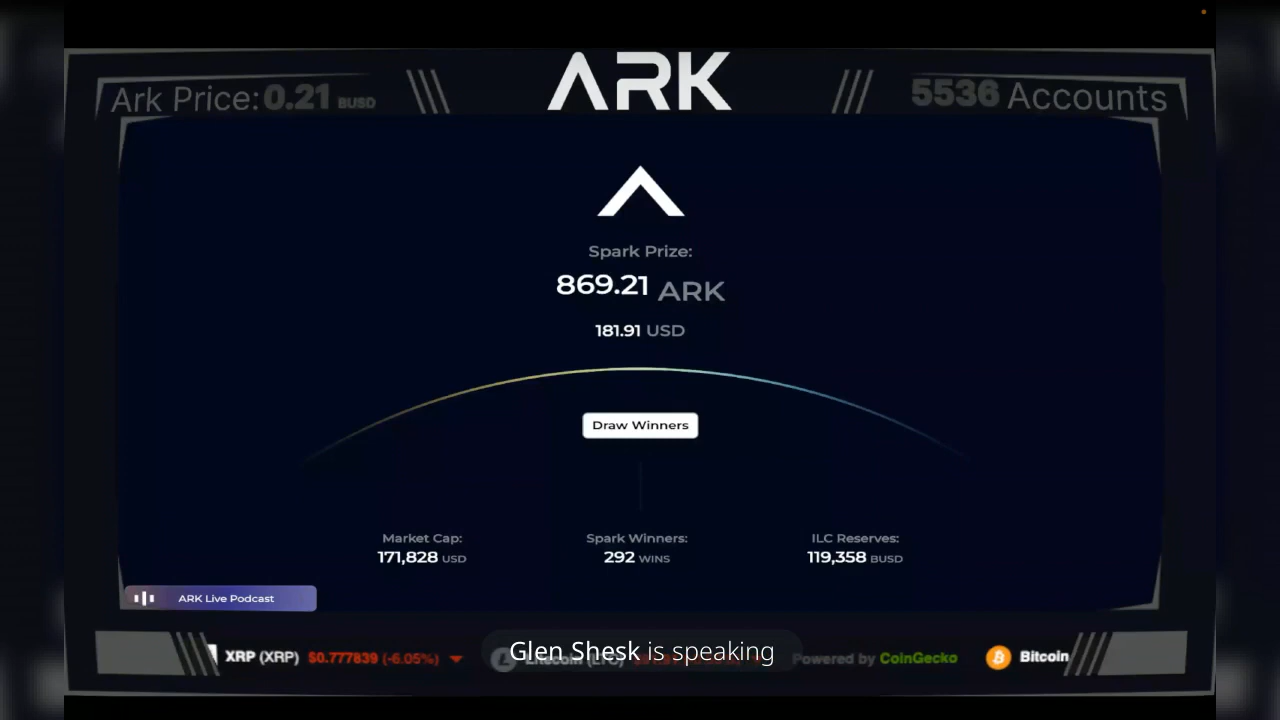 ARK
Ark Price: 0.21 BUSD
5536 Accounts
Spark Prize:
869.21 ARK
181.91 USD
Draw Winners
Market Cap:
171,828 USD
Spark Winners:
292 WINS
ILC Reserves:
119,358 BUSD
ARK Live Podcast
XRP (XRP) $0.777839 (-6.05%)
Glen Shesk is speaking
Powered by CoinGecko
Bitcoin